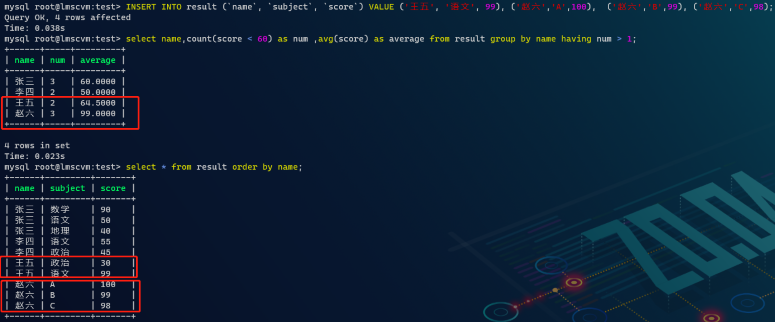 mysql root@lmscvm:test> INSERT INTO result (`name`, `subject`, `score`) VALUE ('王五', '语文', 99), ('赵六','A',100), ('赵六','B',99), ('赵六','C',98);
Query OK, 4 rows affected
Time: 0.038s
mysql root@lmscvm:test> select name,count(score < 60) as num ,avg(score) as average from result group by name having num > 1;
+------+-----+---------+
| name | num | average |
+------+-----+---------+
| 张三 | 3 | 60.0000 |
| 李四 | 2 | 50.0000 |
| 王五 | 2 | 64.5000 |
| 赵六 | 3 | 99.0000 |
+------+-----+---------+
4 rows in set
Time: 0.023s
mysql root@lmscvm:test> select * from result order by name;
+------+---------+-------+
| name | subject | score |
+------+---------+-------+
| 张三 | 数学 | 90 |
| 张三 | 语文 | 50 |
| 张三 | 地理 | 40 |
| 李四 | 语文 | 55 |
| 李四 | 政治 | 45 |
| 王五 | 政治 | 30 |
| 王五 | 语文 | 99 |
| 赵六 | A | 100 |
| 赵六 | B | 99 |
| 赵六 | C | 98 |
+------+---------+-------+